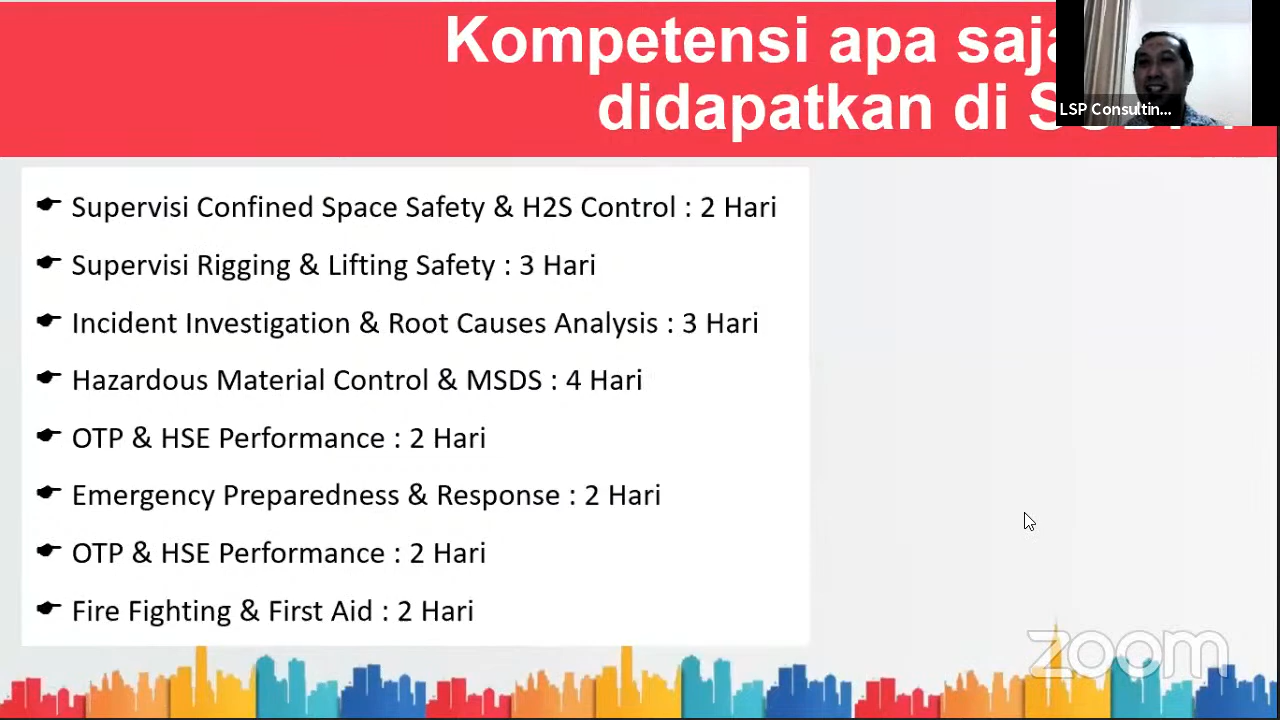 Kompetensi apa saja
didapatkan di
LSP Consultin...
Supervisi Confined Space Safety & H2S Control : 2 Hari
Supervisi Rigging & Lifting Safety : 3 Hari
Incident Investigation & Root Causes Analysis : 3 Hari
Hazardous Material Control & MSDS : 4 Hari
OTP & HSE Performance : 2 Hari
Emergency Preparedness & Response : 2 Hari
OTP & HSE Performance : 2 Hari
Fire Fighting & First Aid : 2 Hari
zoom